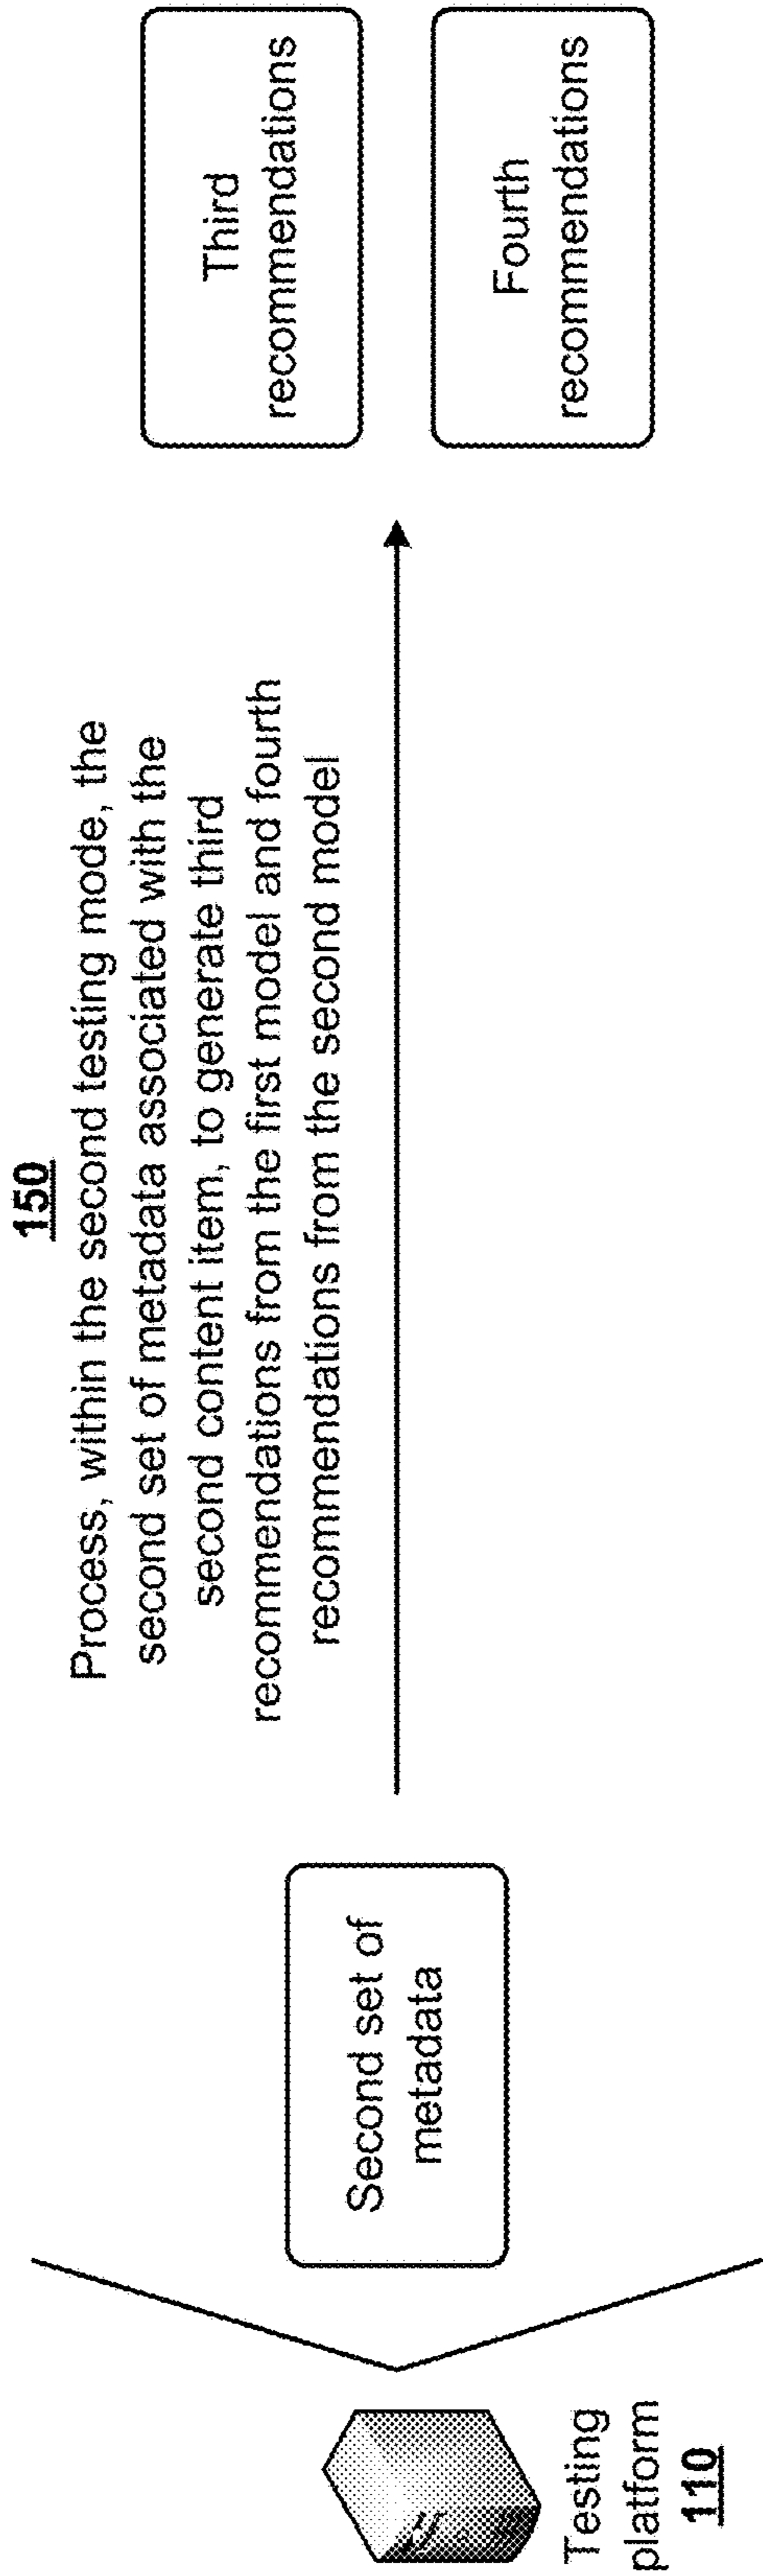 150
Process, within the second testing mode, the
second set of metadata associated with the
second content item, to generate third
recommendations from the first model and fourth
recommendations from the second model
Testing
platform
110
Second set of
metadata
Third
recommendations
Fourth
recommendations